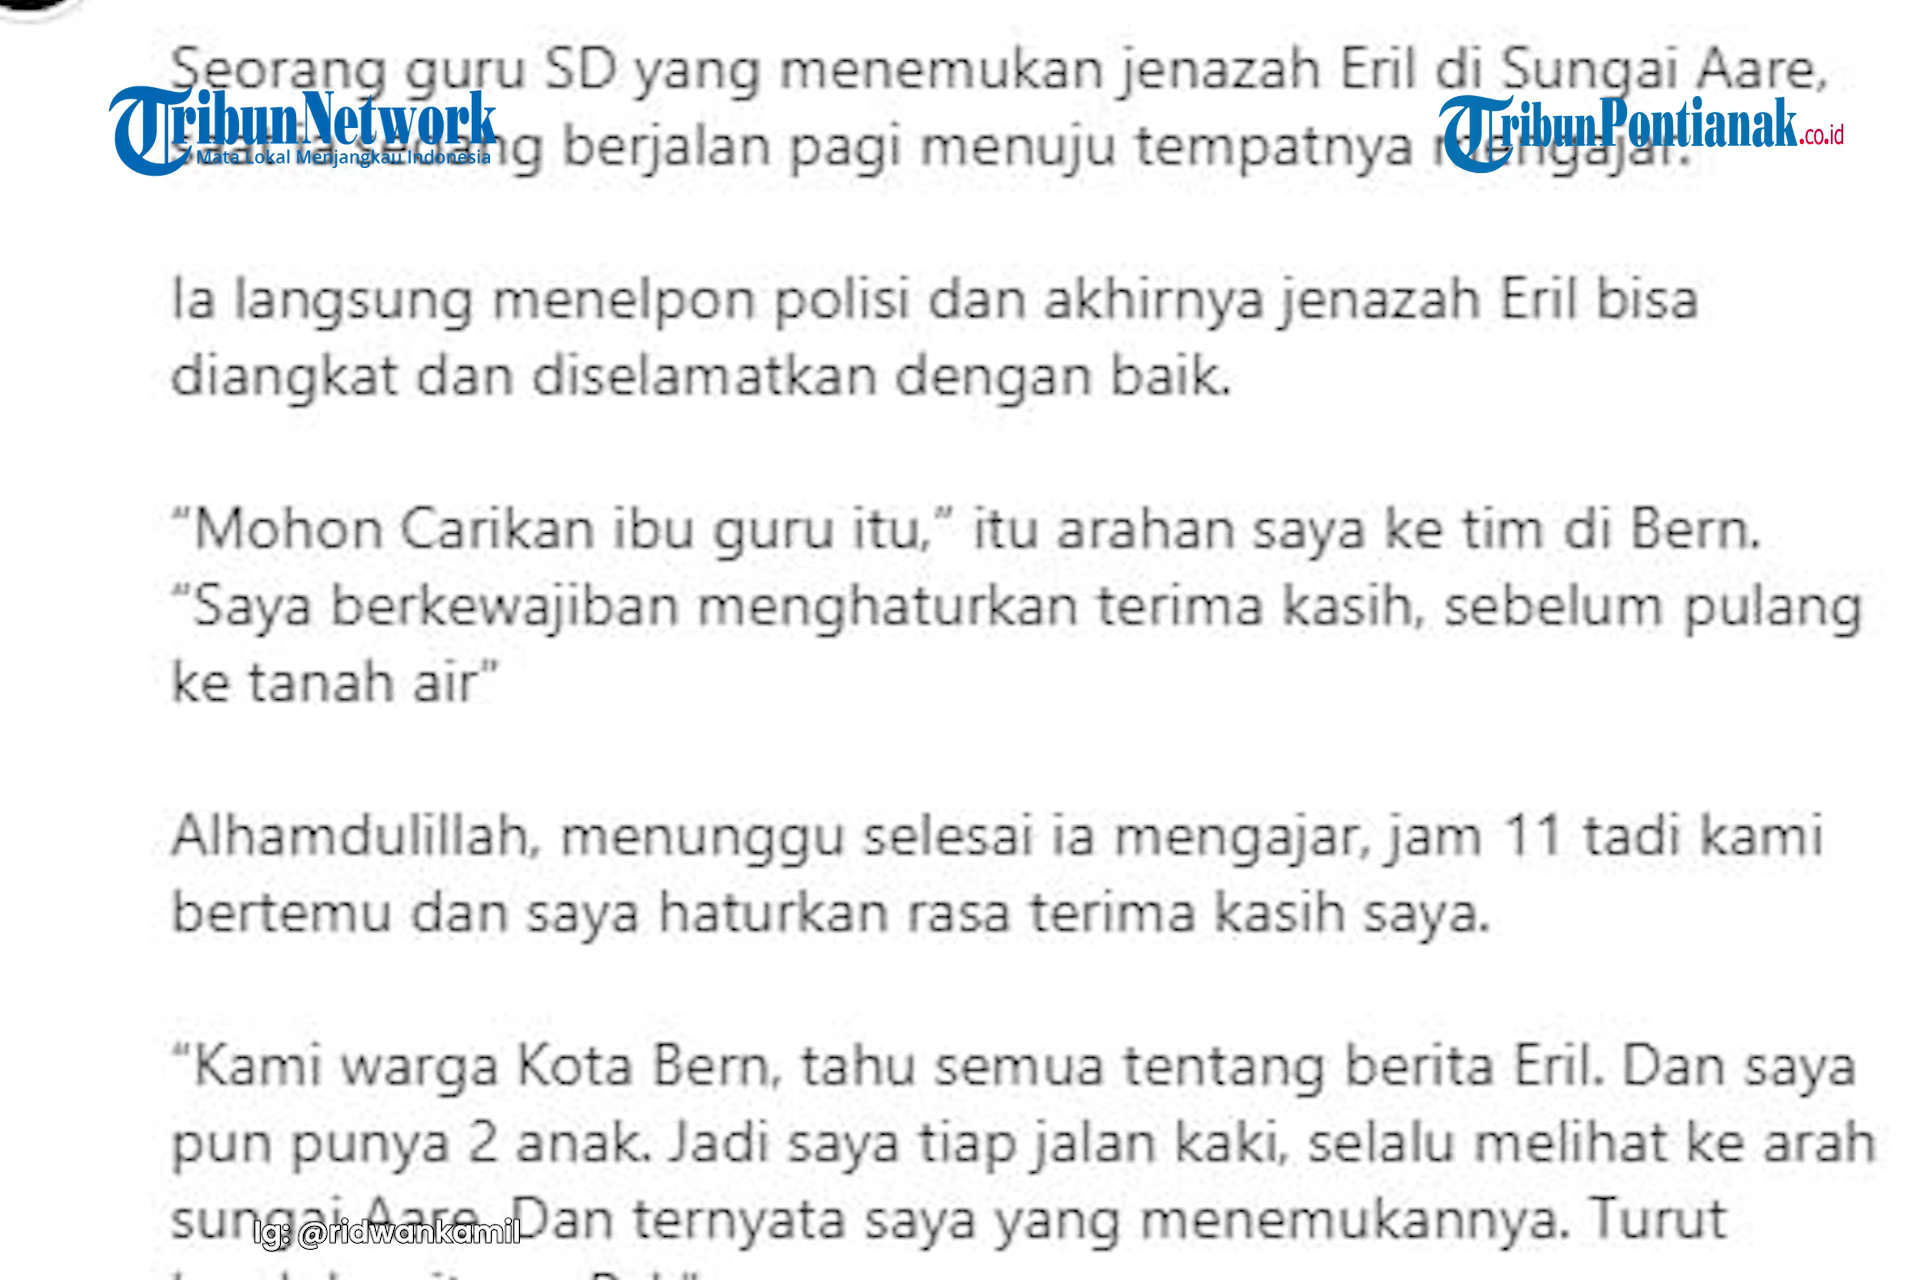 Seorang guru SD yang menemukan jenazah Eril di Sungai Aare,
TribunNetwork
Mata Lokal Menjangkau Indonesia
TribunPontianak.co.id
sedang berjalan pagi menuju tempatnya mengajar.
Ia langsung menelpon polisi dan akhirnya jenazah Eril bisa
diangkat dan diselamatkan dengan baik.
“Mohon Carikan ibu guru itu,” itu arahan saya ke tim di Bern.
“Saya berkewajiban menghaturkan terima kasih, sebelum pulang
ke tanah air”
Alhamdulillah, menunggu selesai ia mengajar, jam 11 tadi kami
bertemu dan saya haturkan rasa terima kasih saya.
“Kami warga Kota Bern, tahu semua tentang berita Eril. Dan saya
pun punya 2 anak. Jadi saya tiap jalan kaki, selalu melihat ke arah
sungai Aare. Dan ternyata saya yang menemukannya. Turut
Ig: @ridwankamil